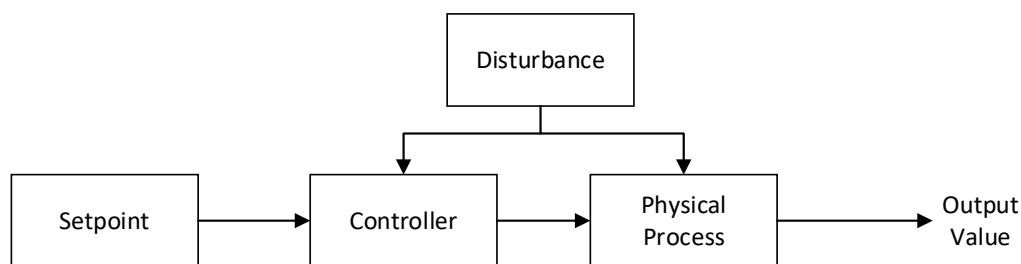 Disturbance
Setpoint
Controller
Physical
Process
Output
Value